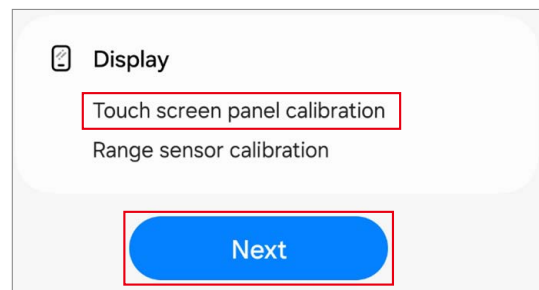 Display
Touch screen panel calibration
Range sensor calibration
Next